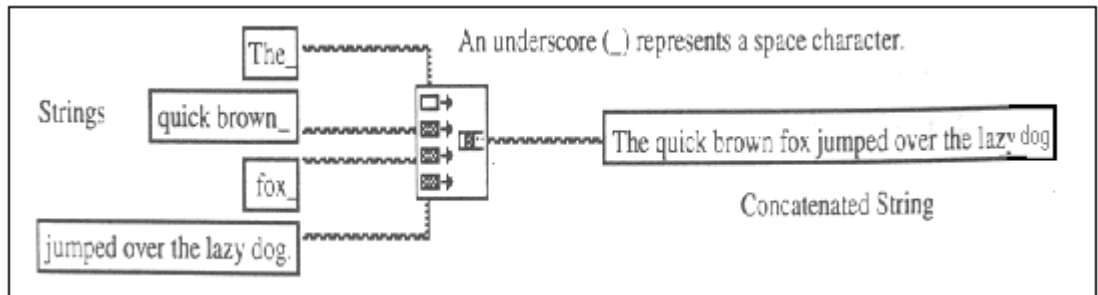 An underscore (_) represents a space character.
The_
Strings
quick brown_
fox_
jumped over the lazy dog.
The quick brown fox jumped over the lazy dog
Concatenated String